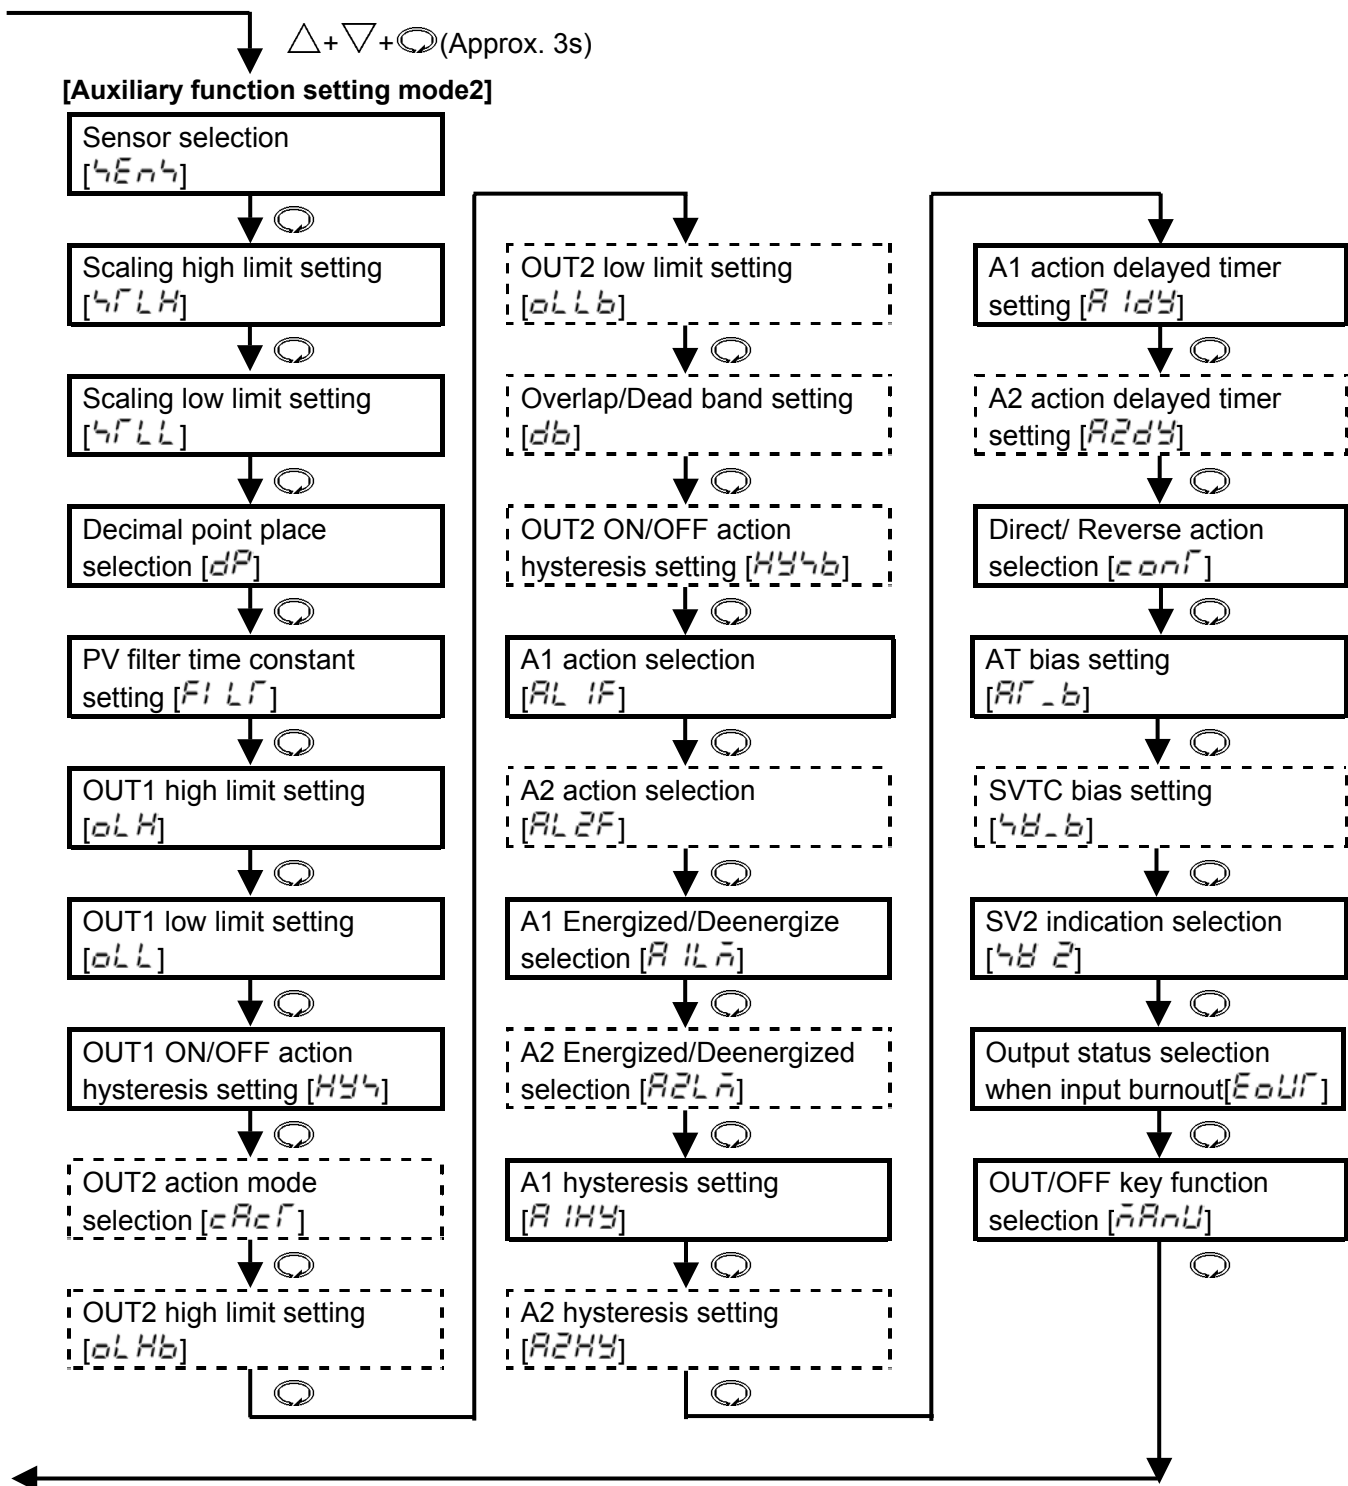 △+▽+(Approx. 3s)
[Auxiliary function setting mode2]
Sensor selection
[SEnS]
Scaling high limit setting
[STLH]
Scaling low limit setting
[STLL]
Decimal point place
selection [dP]
PV filter time constant
setting [FILT]
OUT1 high limit setting
[oLH]
OUT1 low limit setting
[oLL]
OUT1 ON/OFF action
hysteresis setting [HYS]
OUT2 action mode
selection [cAcT]
OUT2 high limit setting
[oLHb]
OUT2 low limit setting
[oLLb]
Overlap/Dead band setting
[db]
OUT2 ON/OFF action
hysteresis setting [HYSb]
A1 action selection
[AL1F]
A2 action selection
[AL2F]
A1 Energized/Deenergize
selection [A1Lm]
A2 Energized/Deenergized
selection [A2Lm]
A1 hysteresis setting
[A1HY]
A2 hysteresis setting
[A2HY]
A1 action delayed timer
setting [A1dY]
A2 action delayed timer
setting [A2dY]
Direct/ Reverse action
selection [conT]
AT bias setting
[AT_b]
SVTC bias setting
[SV_b]
SV2 indication selection
[SV 2]
Output status selection
when input burnout[EoUT]
OUT/OFF key function
selection [mAnU]